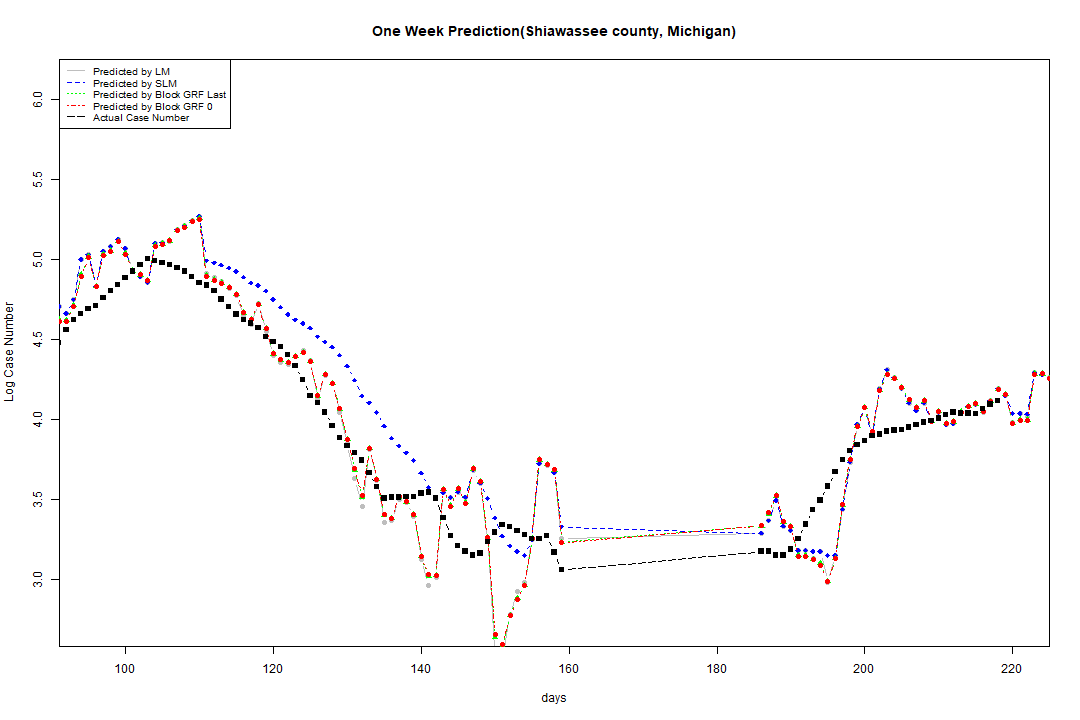 One Week Prediction(Shiawassee county, Michigan)
Predicted by LM
Predicted by SLM
Predicted by Block GRF Last
Predicted by Block GRF 0
Actual Case Number
6.0
5.5
5.0
4.5
4.0
3.5
3.0
Log Case Number
100 120 140 160 180 200 220
days